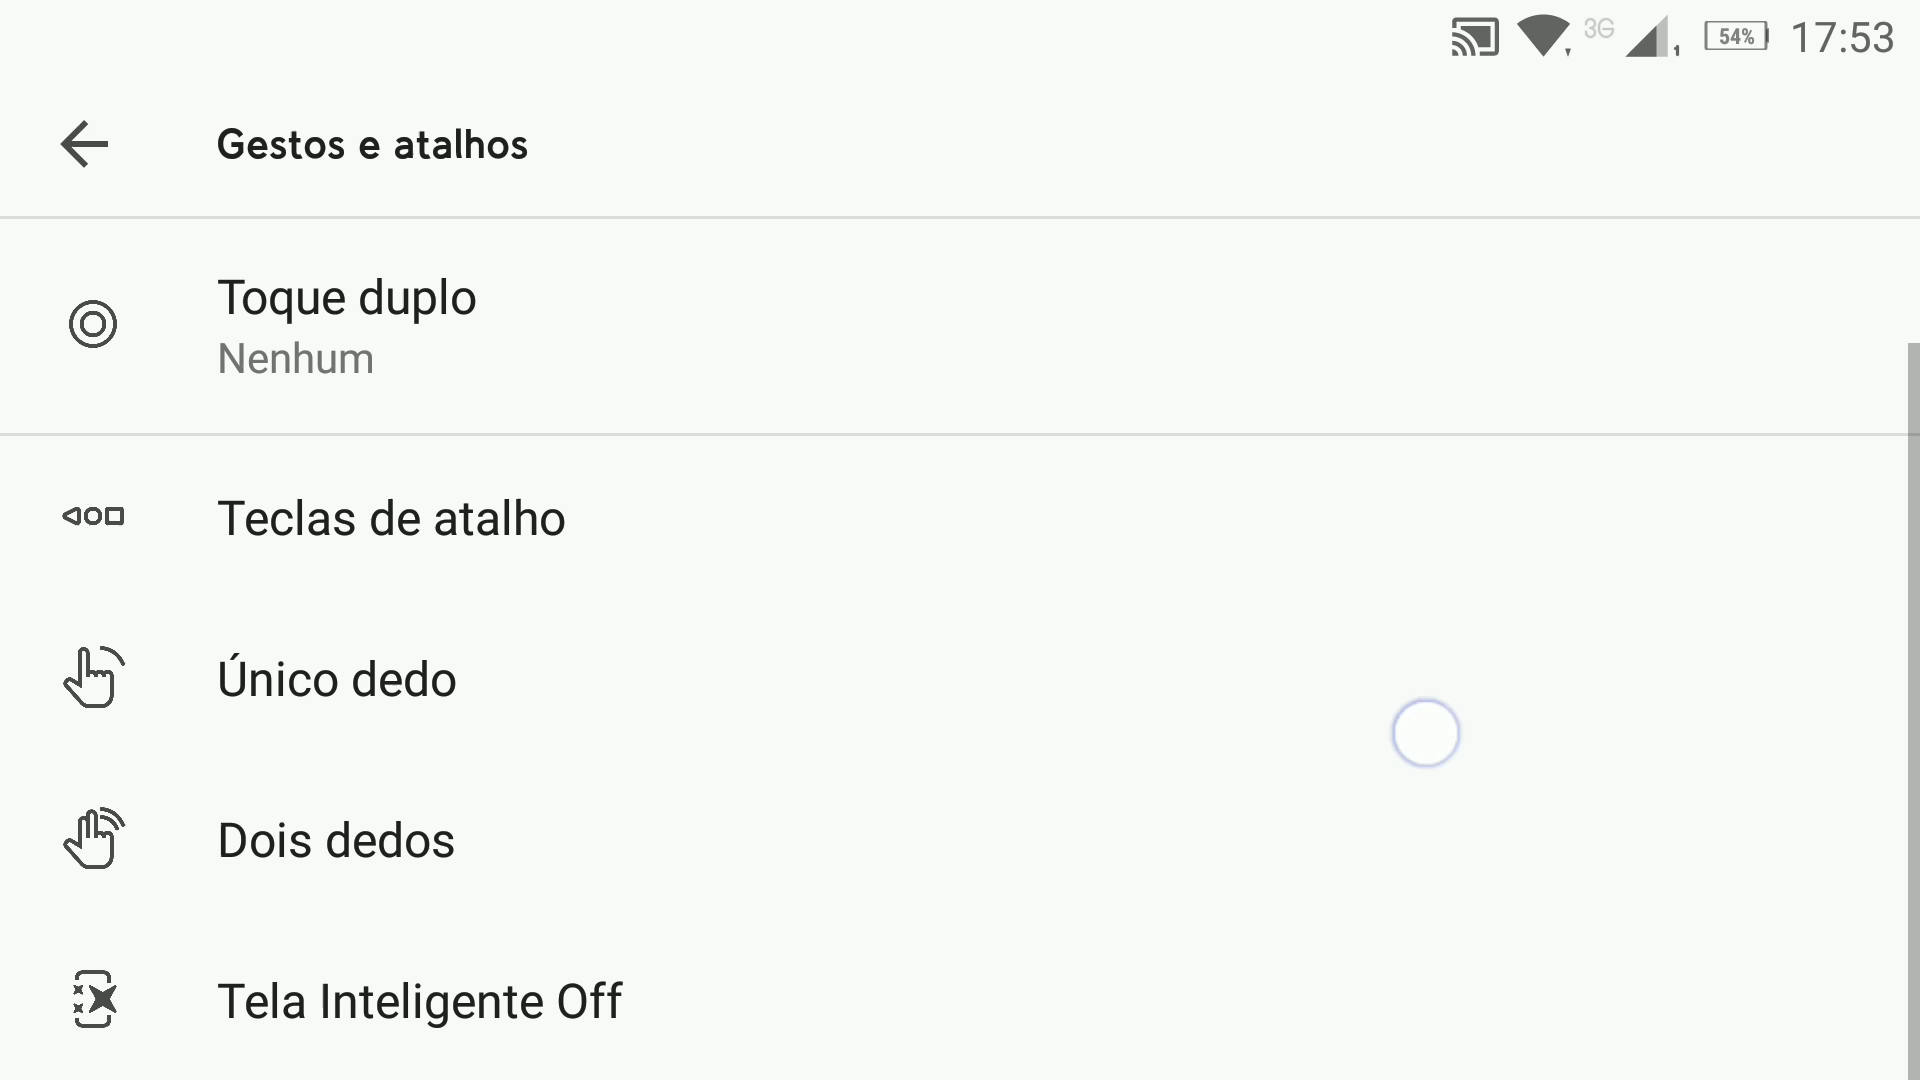 3G 54% 17:53
Gestos e atalhos
Toque duplo
Nenhum
Teclas de atalho
Único dedo
Dois dedos
Tela Inteligente Off